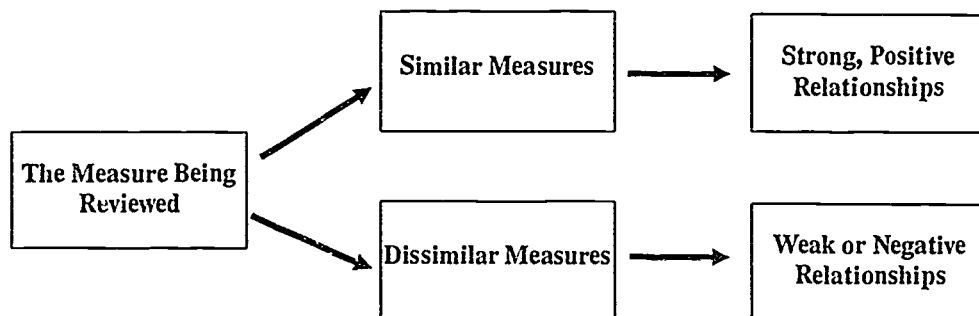 Similar Measures
Strong, Positive
Relationships
The Measure Being
Reviewed
Dissimilar Measures
Weak or Negative
Relationships